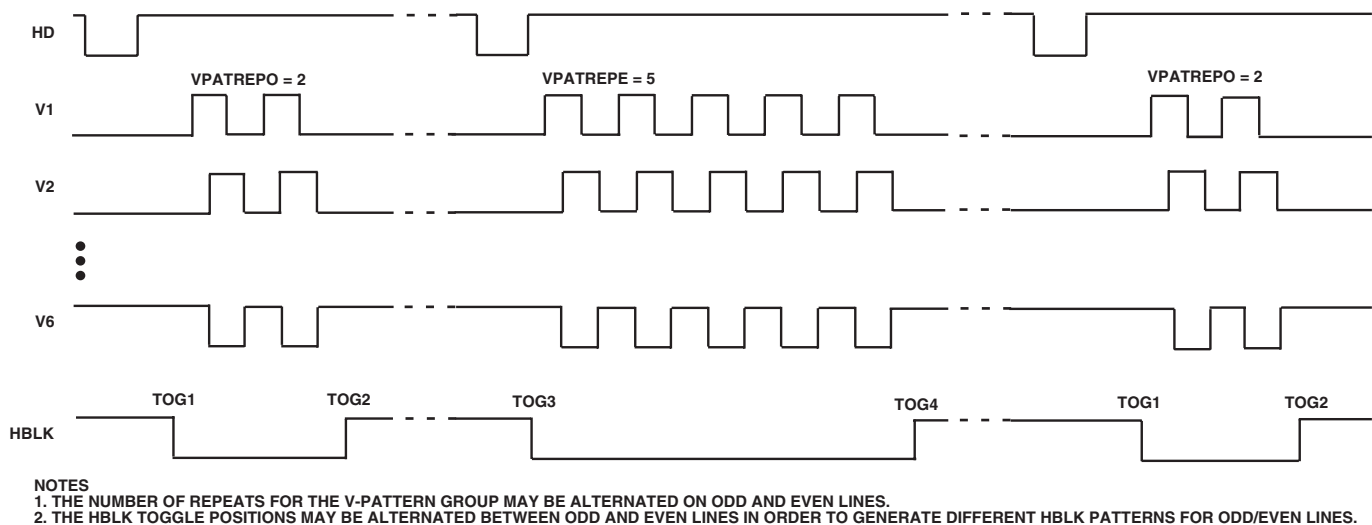 HD
VPATREPO = 2 VPATREPE = 5 VPATREPO = 2
V1
V2
V6
TOG1 TOG2 TOG3 TOG4 TOG1 TOG2
HBLK
NOTES
1. THE NUMBER OF REPEATS FOR THE V-PATTERN GROUP MAY BE ALTERNATED ON ODD AND EVEN LINES.
2. THE HBLK TOGGLE POSITIONS MAY BE ALTERNATED BETWEEN ODD AND EVEN LINES IN ORDER TO GENERATE DIFFERENT HBLK PATTERNS FOR ODD/EVEN LINES.